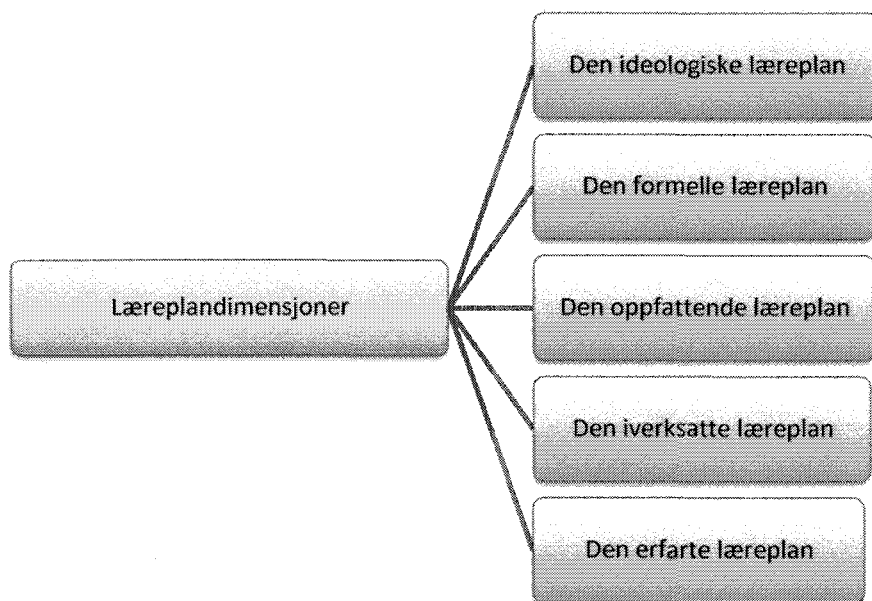 Læreplandimensjoner
Den ideologiske læreplan
Den formelle læreplan
Den oppfattende læreplan
Den iverksatte læreplan
Den erfarte læreplan